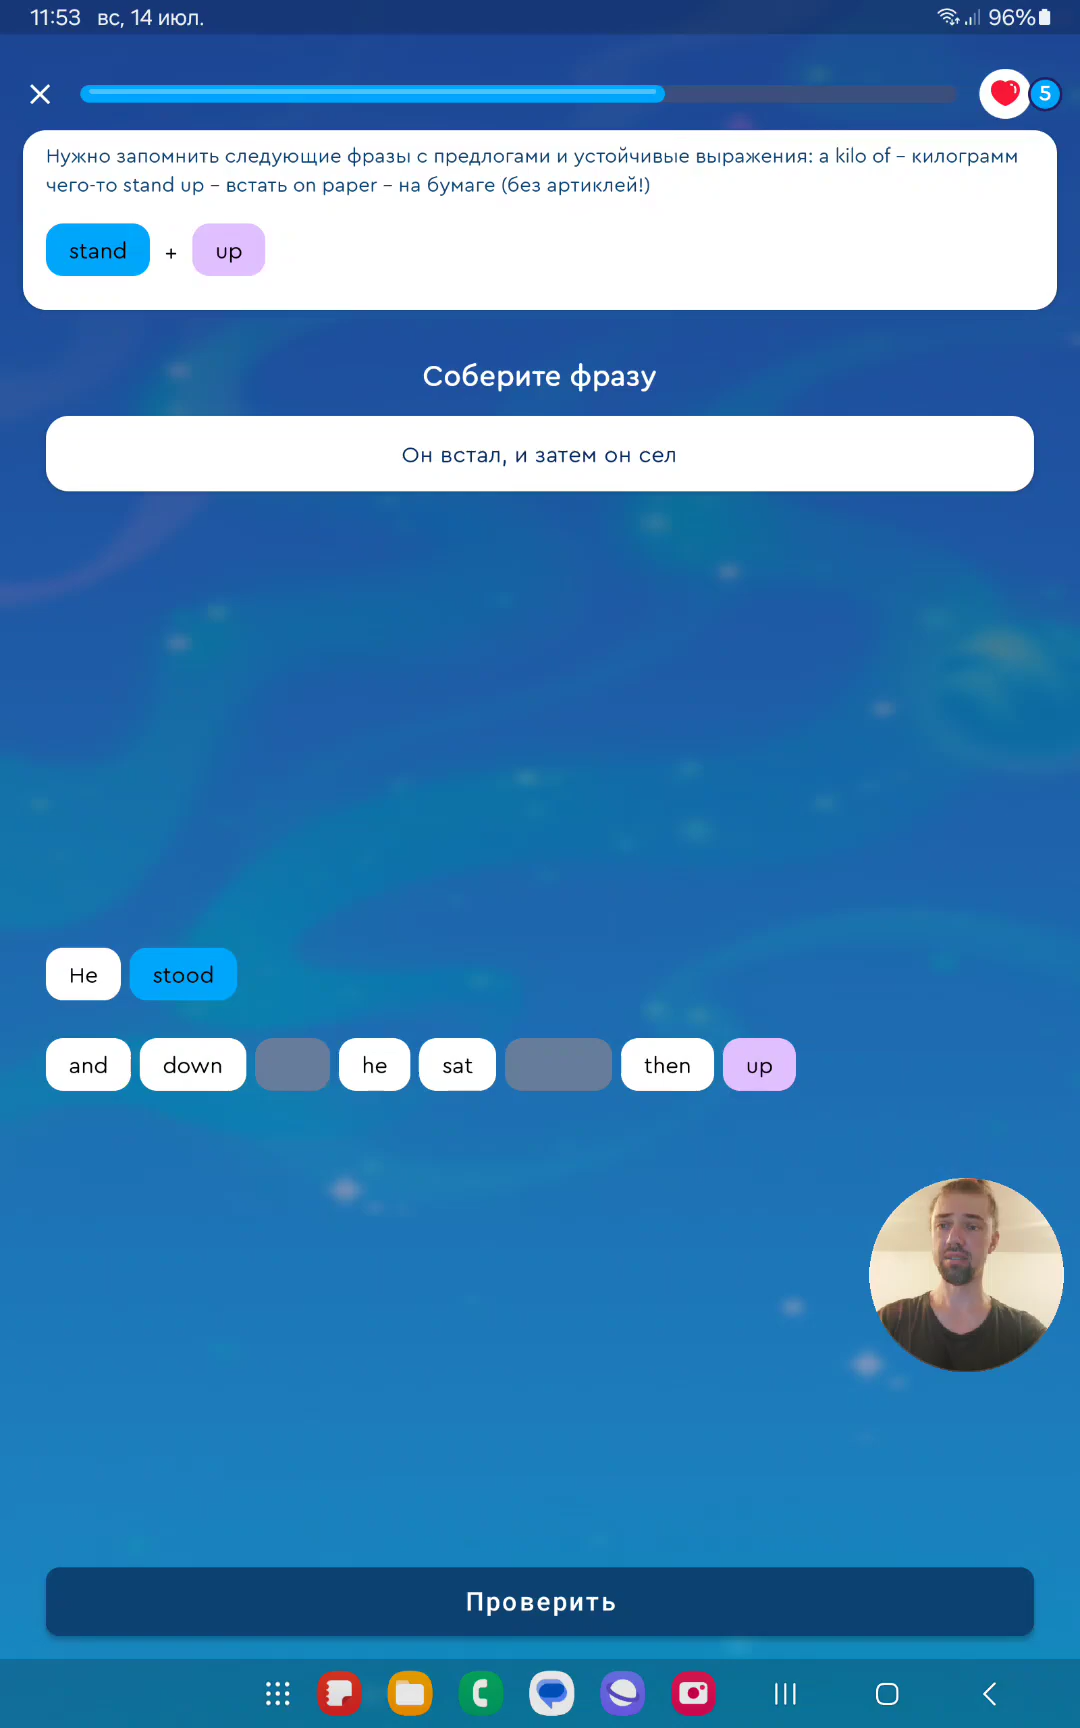 11:53 вс, 14 июл. 96%
5
Нужно запомнить следующие фразы с предлогами и устойчивые выражения: a kilo of – килограмм
чего-то stand up – встать on paper – на бумаге (без артиклей!)
stand + up
Соберите фразу
Он встал, и затем он сел
He stood
and down he sat then up
Проверить